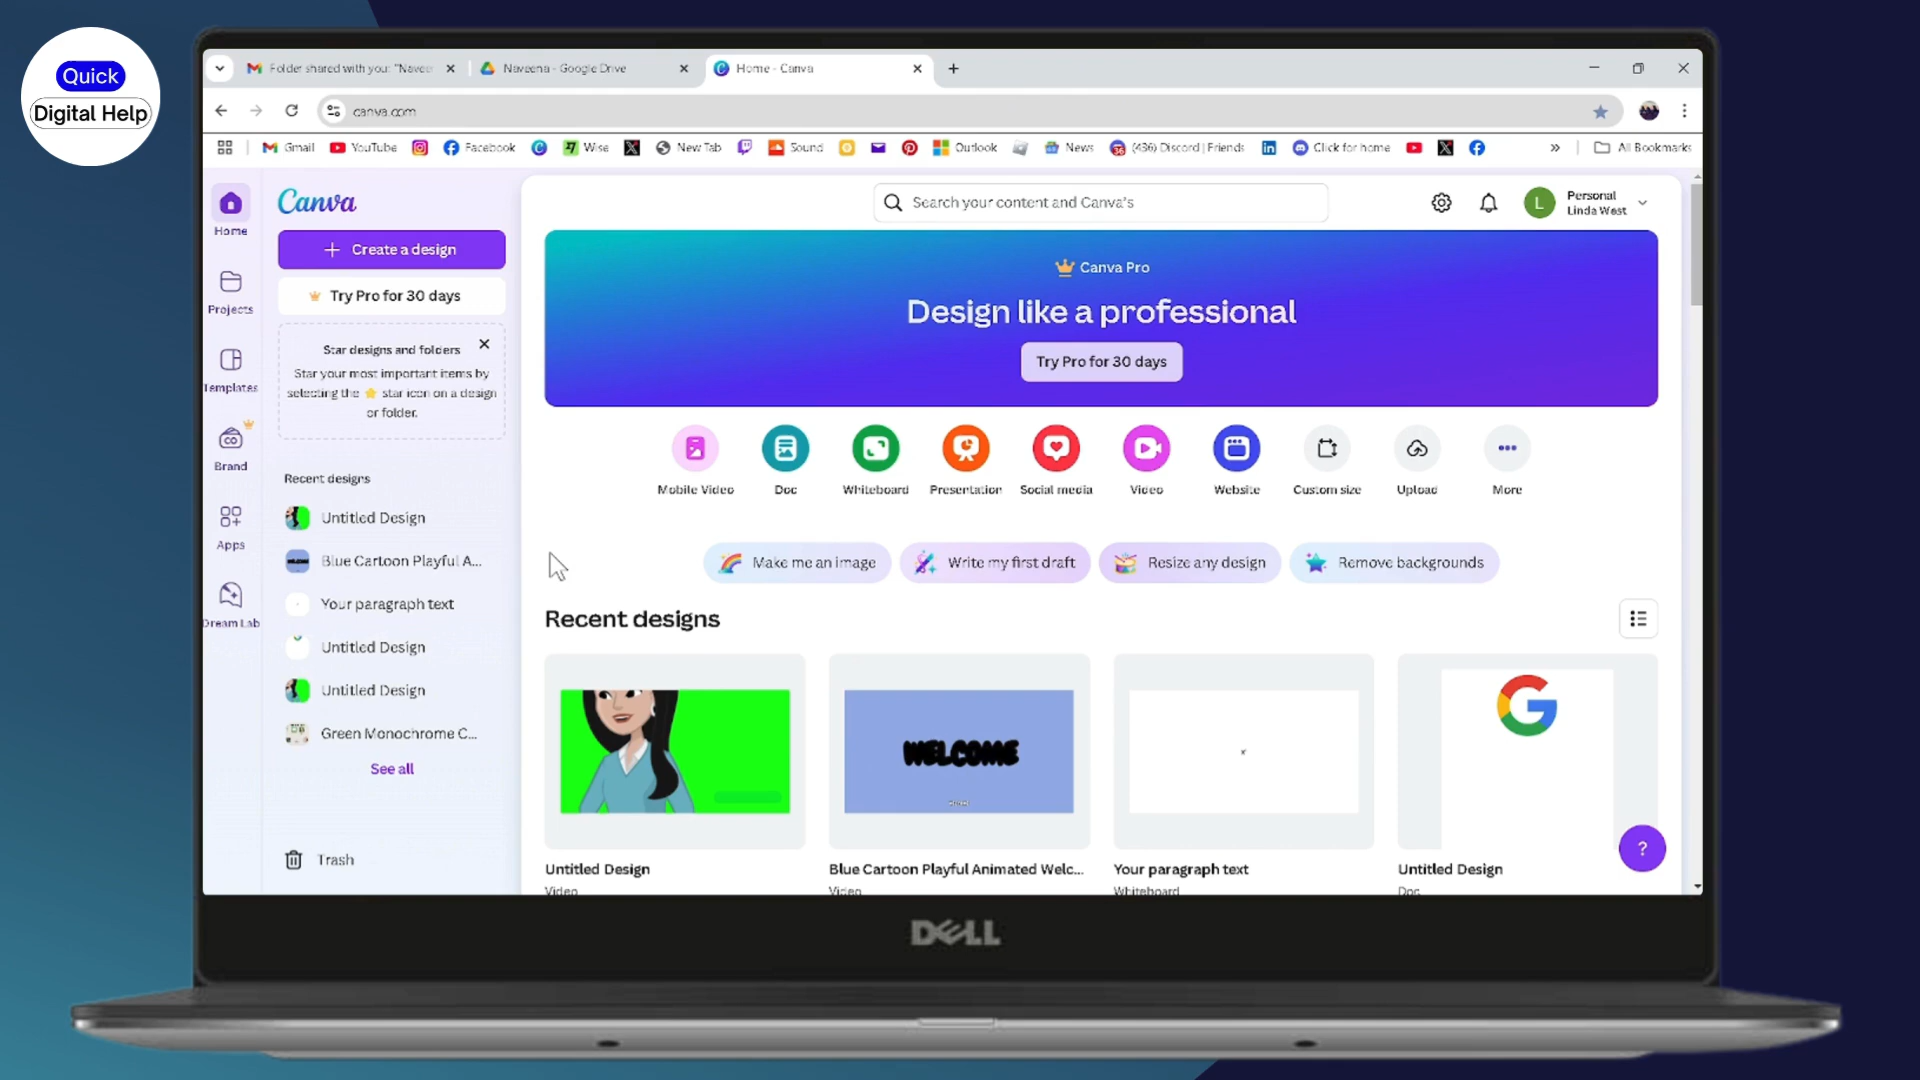 Quick
Digital Help
Folder shared with you: "Navee
Naveena - Google Drive
Home - Canva
canva.com
Gmail
YouTube
Facebook
Wise
New Tab
Sound
Outlook
News
(436) Discord | Friends
Click for home
All Bookmarks
Home
Projects
Templates
Brand
Apps
Dream Lab
Canva
Create a design
Try Pro for 30 days
Star designs and folders
Star your most important items by
selecting the star icon on a design
or folder.
Recent designs
Untitled Design
Blue Cartoon Playful A...
Your paragraph text
Untitled Design
Untitled Design
Green Monochrome C...
See all
Trash
Search your content and Canva's
L
Personal
Linda West
Canva Pro
Design like a professional
Try Pro for 30 days
Mobile Video
Doc
Whiteboard
Presentation
Social media
Video
Website
Custom size
Upload
More
Make me an image
Write my first draft
Resize any design
Remove backgrounds
Recent designs
WELCOME
G
Untitled Design
Blue Cartoon Playful Animated Welc...
Your paragraph text
Untitled Design
Video
Video
Whiteboard
Doc
?
DELL